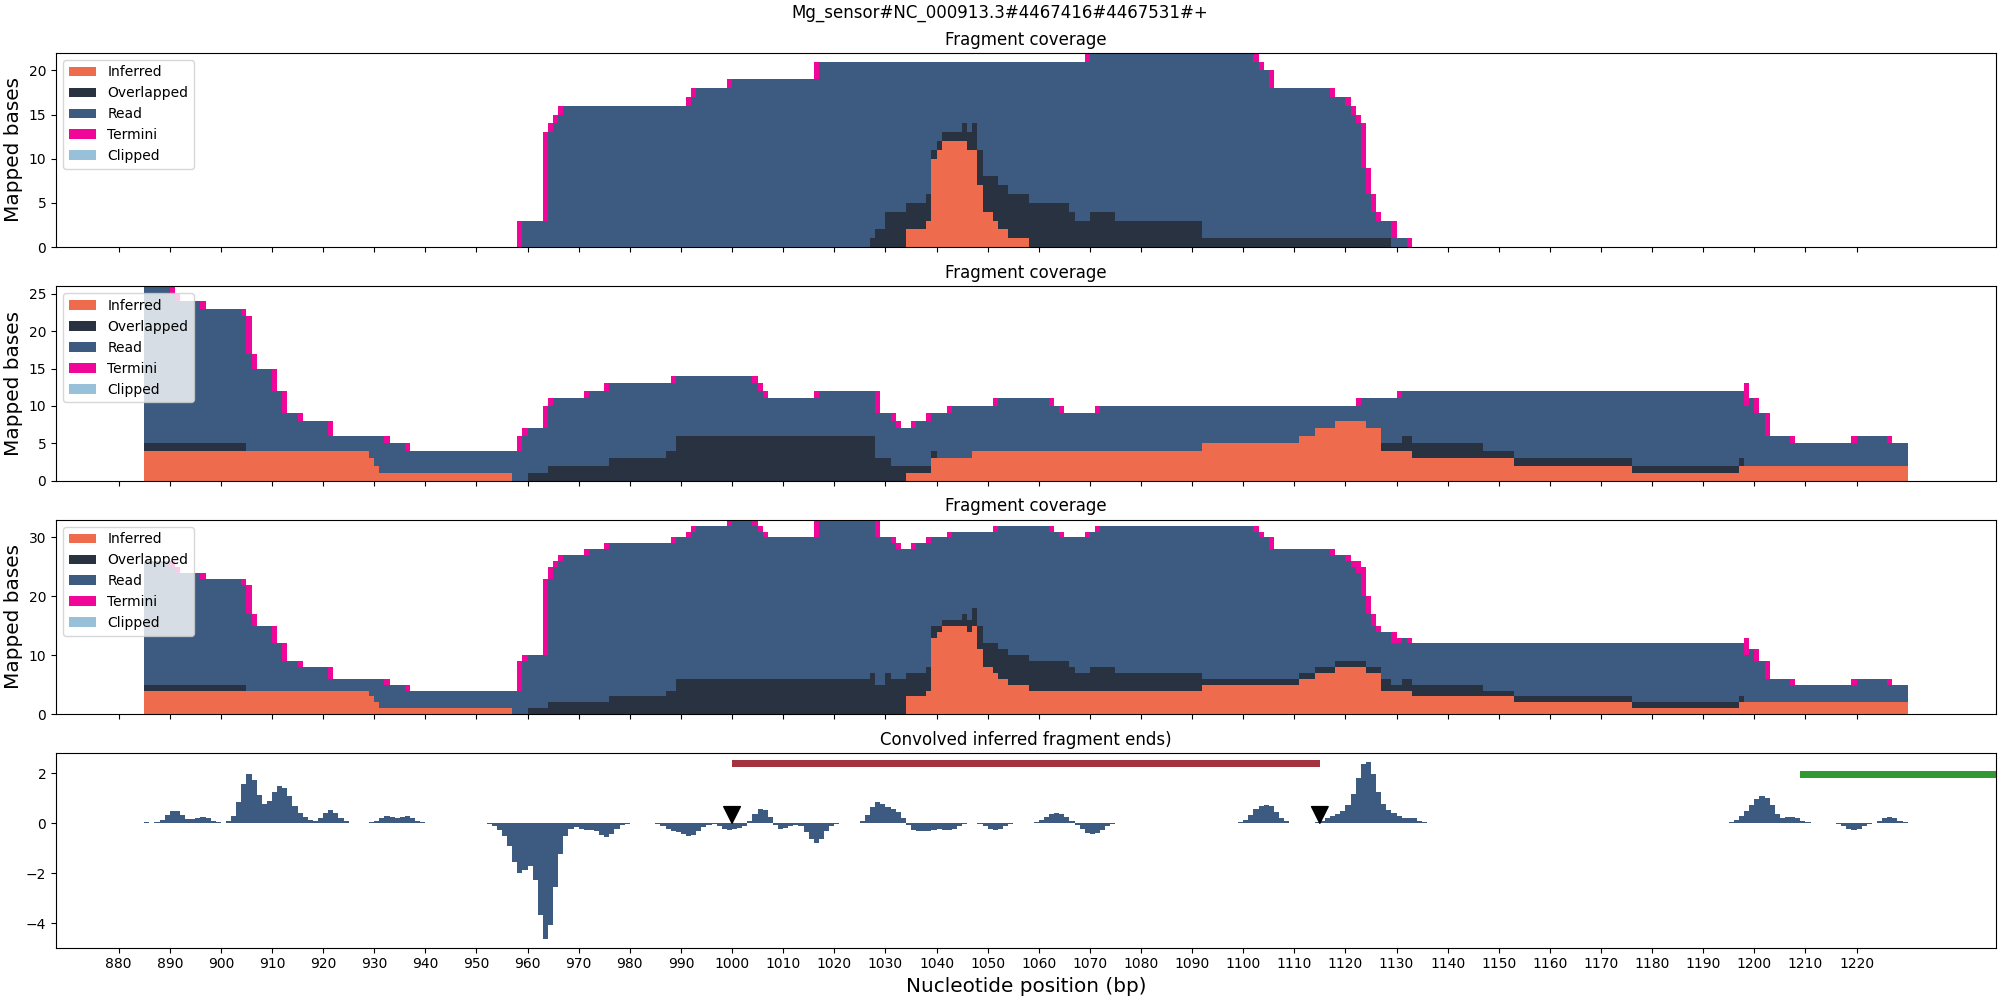 Mg_sensor#NC_000913.3#4467416#4467531#+
Fragment coverage
Mapped bases
20
15
10
5
0
Inferred
Overlapped
Read
Termini
Clipped
Fragment coverage
Mapped bases
25
20
15
10
5
0
Inferred
Overlapped
Read
Termini
Clipped
Fragment coverage
Mapped bases
30
20
10
0
Inferred
Overlapped
Read
Termini
Clipped
Convolved inferred fragment ends)
2
0
−2
−4
880 890 900 910 920 930 940 950 960 970 980 990 1000 1010 1020 1030 1040 1050 1060 1070 1080 1090 1100 1110 1120 1130 1140 1150 1160 1170 1180 1190 1200 1210 1220
Nucleotide position (bp)